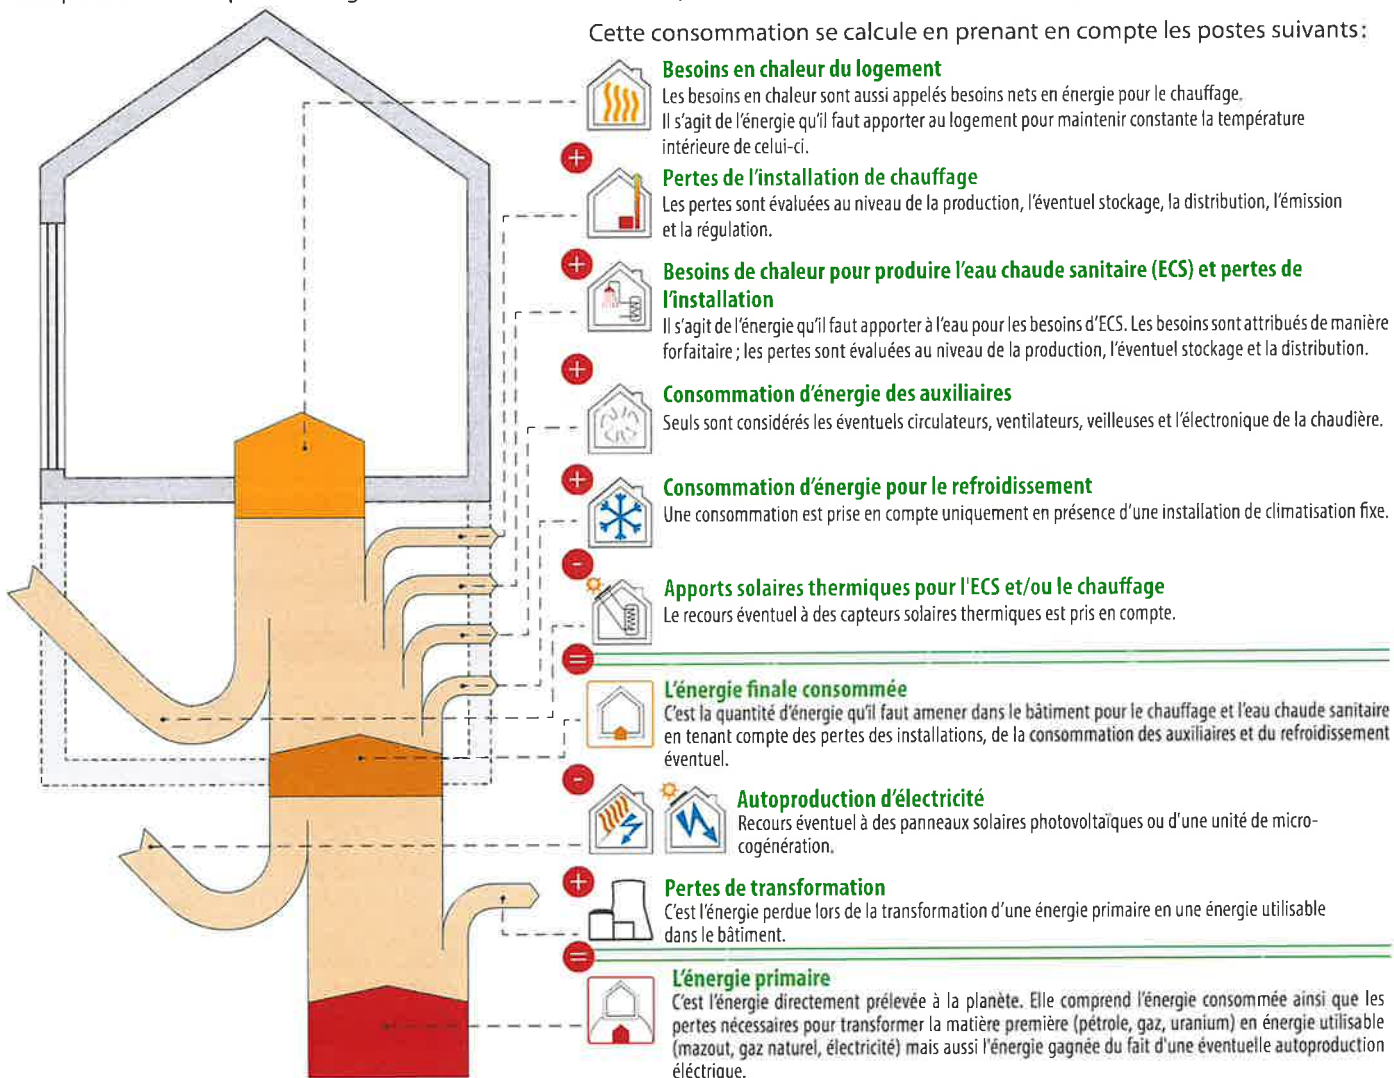 Cette consommation se calcule en prenant en compte les postes suivants:
Besoins en chaleur du logement
Les besoins en chaleur sont aussi appelés besoins nets en énergie pour le chauffage.
Il s'agit de l'énergie qu'il faut apporter au logement pour maintenir constante la température
intérieure de celui-ci.
+
Pertes de l'installation de chauffage
Les pertes sont évaluées au niveau de la production, l'éventuel stockage, la distribution, l'émission
et la régulation.
+
Besoins de chaleur pour produire l'eau chaude sanitaire (ECS) et pertes de
l'installation
Il s'agit de l'énergie qu'il faut apporter à l'eau pour les besoins d'ECS. Les besoins sont attribués de manière
forfaitaire ; les pertes sont évaluées au niveau de la production, l'éventuel stockage et la distribution.
+
Consommation d'énergie des auxiliaires
Seuls sont considérés les éventuels circulateurs, ventilateurs, veilleuses et l'électronique de la chaudière.
+
Consommation d'énergie pour le refroidissement
Une consommation est prise en compte uniquement en présence d'une installation de climatisation fixe.
-
Apports solaires thermiques pour l'ECS et/ou le chauffage
Le recours éventuel à des capteurs solaires thermiques est pris en compte.
=
L'énergie finale consommée
C'est la quantité d'énergie qu'il faut amener dans le bâtiment pour le chauffage et l'eau chaude sanitaire
en tenant compte des pertes des installations, de la consommation des auxiliaires et du refroidissement
éventuel.
-
Autoproduction d'électricité
Recours éventuel à des panneaux solaires photovoltaïques ou d'une unité de micro-
cogénération.
+
Pertes de transformation
C'est l'énergie perdue lors de la transformation d'une énergie primaire en une énergie utilisable
dans le bâtiment.
=
L'énergie primaire
C'est l'énergie directement prélevée à la planète. Elle comprend l'énergie consommée ainsi que les
pertes nécessaires pour transformer la matière première (pétrole, gaz, uranium) en énergie utilisable
(mazout, gaz naturel, électricité) mais aussi l'énergie gagnée du fait d'une éventuelle autoproduction
éléctrique.